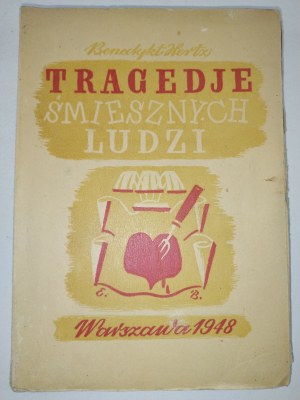 Benedykt Hertz
TRAGEDJE
ŚMIESZNYCH
LUDZI
E. B.
Warszawa 1948